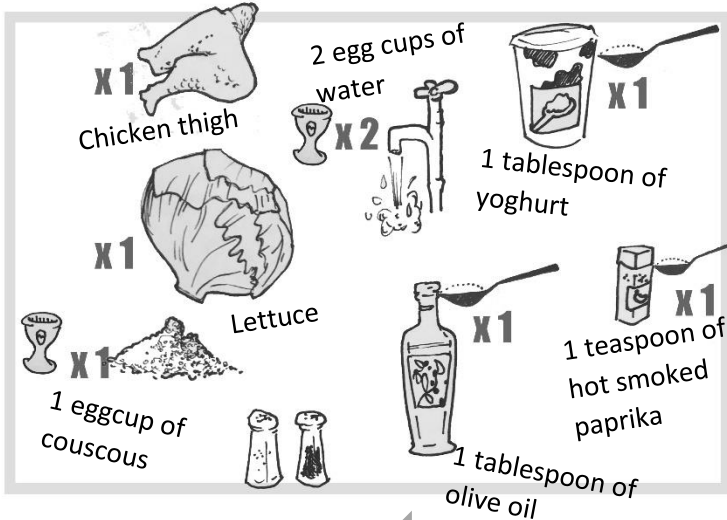 x1
Chicken thigh
2 egg cups of
water
x2
x1
1 tablespoon of
yoghurt
x1
Lettuce
x1
1 eggcup of
couscous
x1
1 tablespoon of
olive oil
x1
1 teaspoon of
hot smoked
paprika